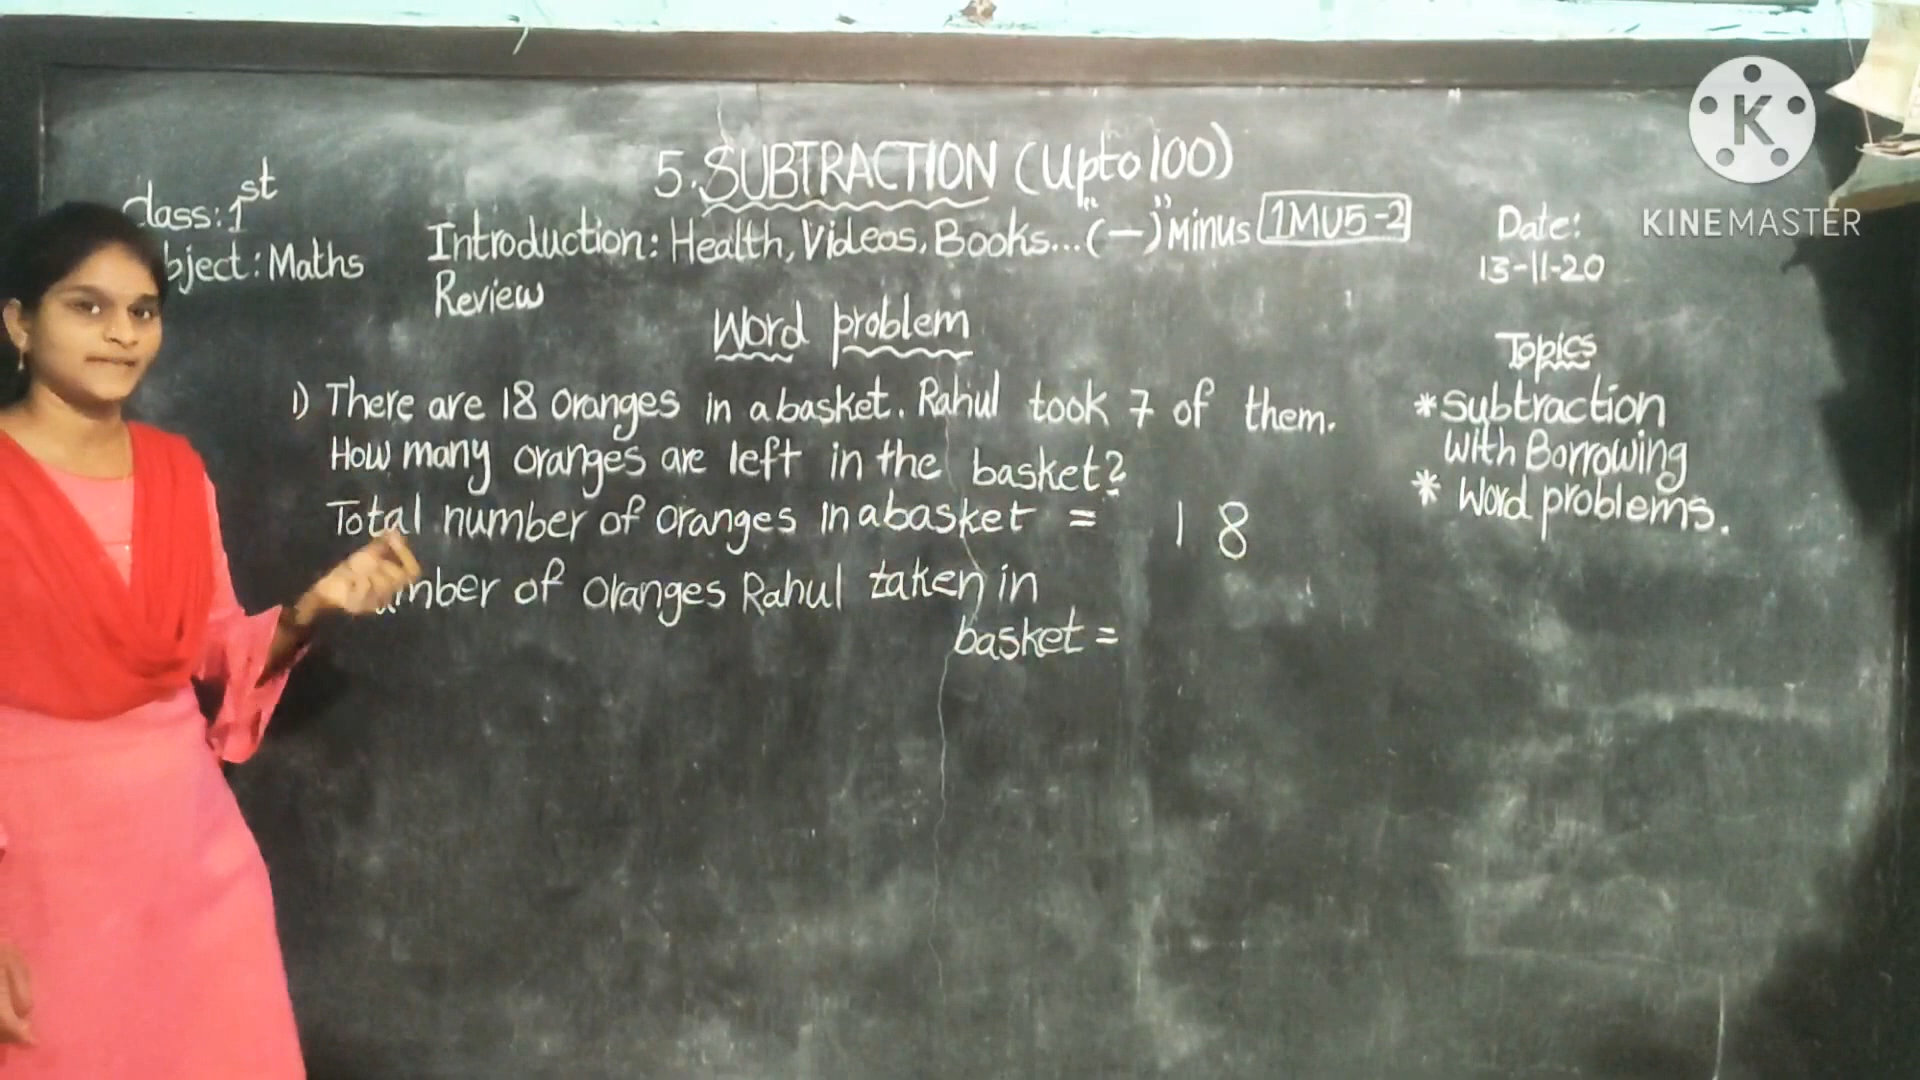 5. SUBTRACTION (Upto 100)
Class: 1st
bject: Maths
Introduction: Health, Videos, Books... "(—)" Minus 1MU5-2
Review
Date:
13-11-20
K
KINEMASTER
Word problem
1) There are 18 oranges in a basket. Rahul took 7 of them.
How many oranges are left in the basket?
Total number of oranges in a basket = 18
umber of oranges Rahul taken in
basket =
Topics
*Subtraction
with Borrowing
* Word problems.